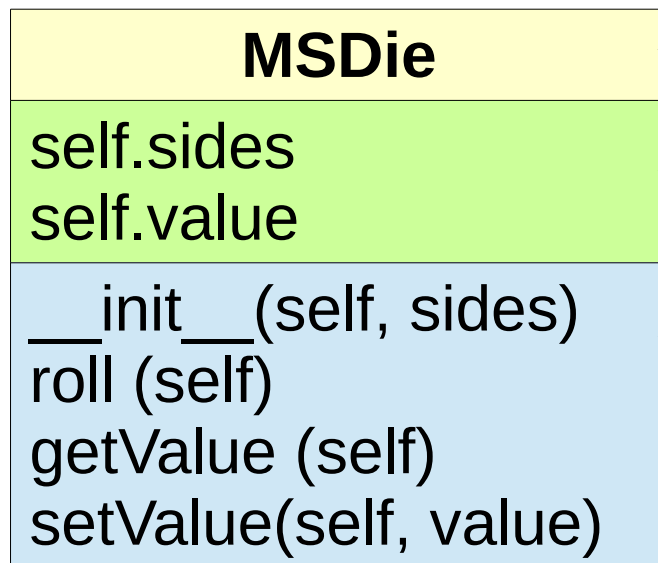 MSDie
self.sides
self.value
__init__(self, sides)
roll (self)
getValue (self)
setValue(self, value)